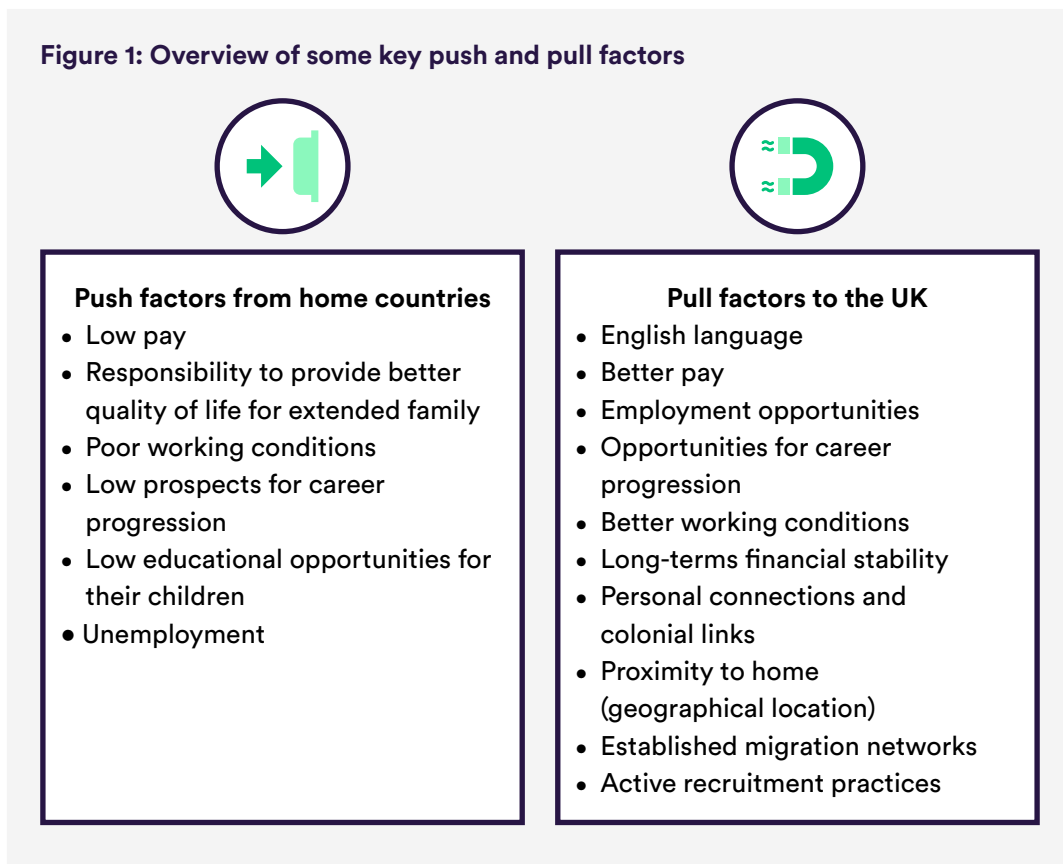 Figure 1: Overview of some key push and pull factors
Push factors from home countries
• Low pay
• Responsibility to provide better
quality of life for extended family
• Poor working conditions
• Low prospects for career
progression
• Low educational opportunities for
their children
• Unemployment
Pull factors to the UK
• English language
• Better pay
• Employment opportunities
• Opportunities for career
progression
• Better working conditions
• Long-terms financial stability
• Personal connections and
colonial links
• Proximity to home
(geographical location)
• Established migration networks
• Active recruitment practices